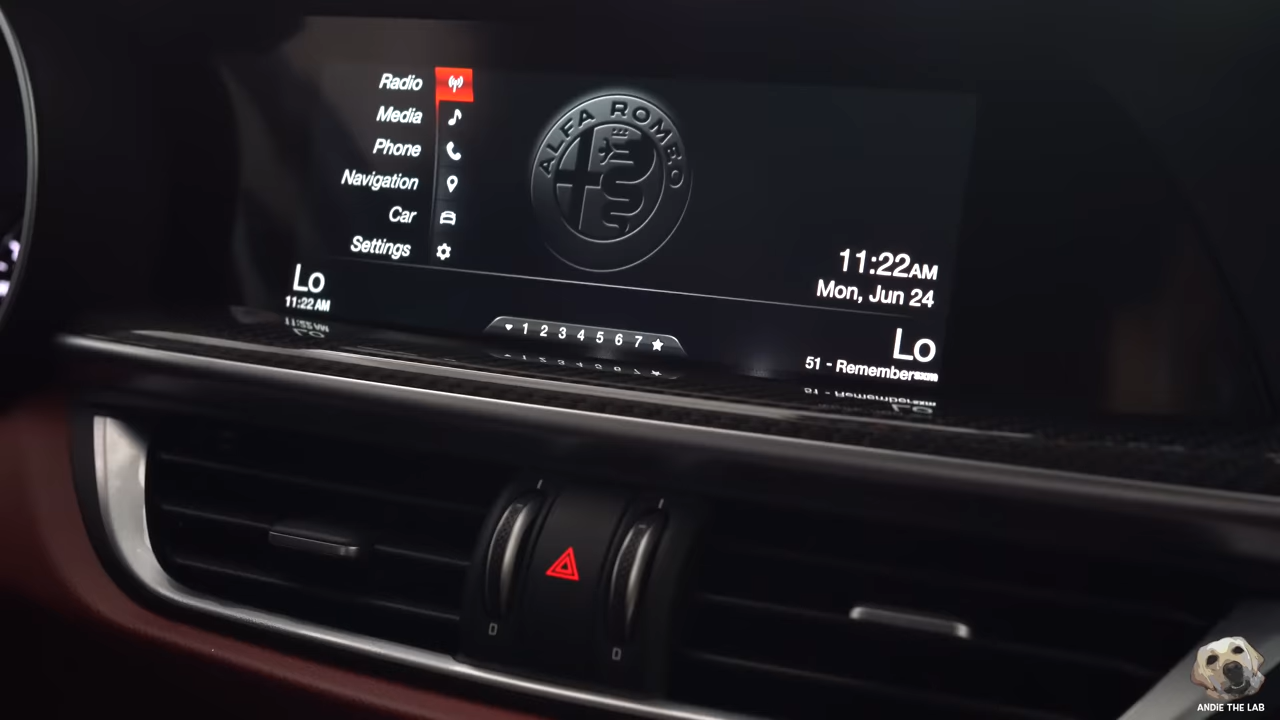 Radio
Media
Phone
Navigation
Car
Settings
ALFA ROMEO
11:22AM
Mon, Jun 24
Lo
11:22 AM
1 2 3 4 5 6 7
Lo
51 - Remember
ANDIE THE LAB